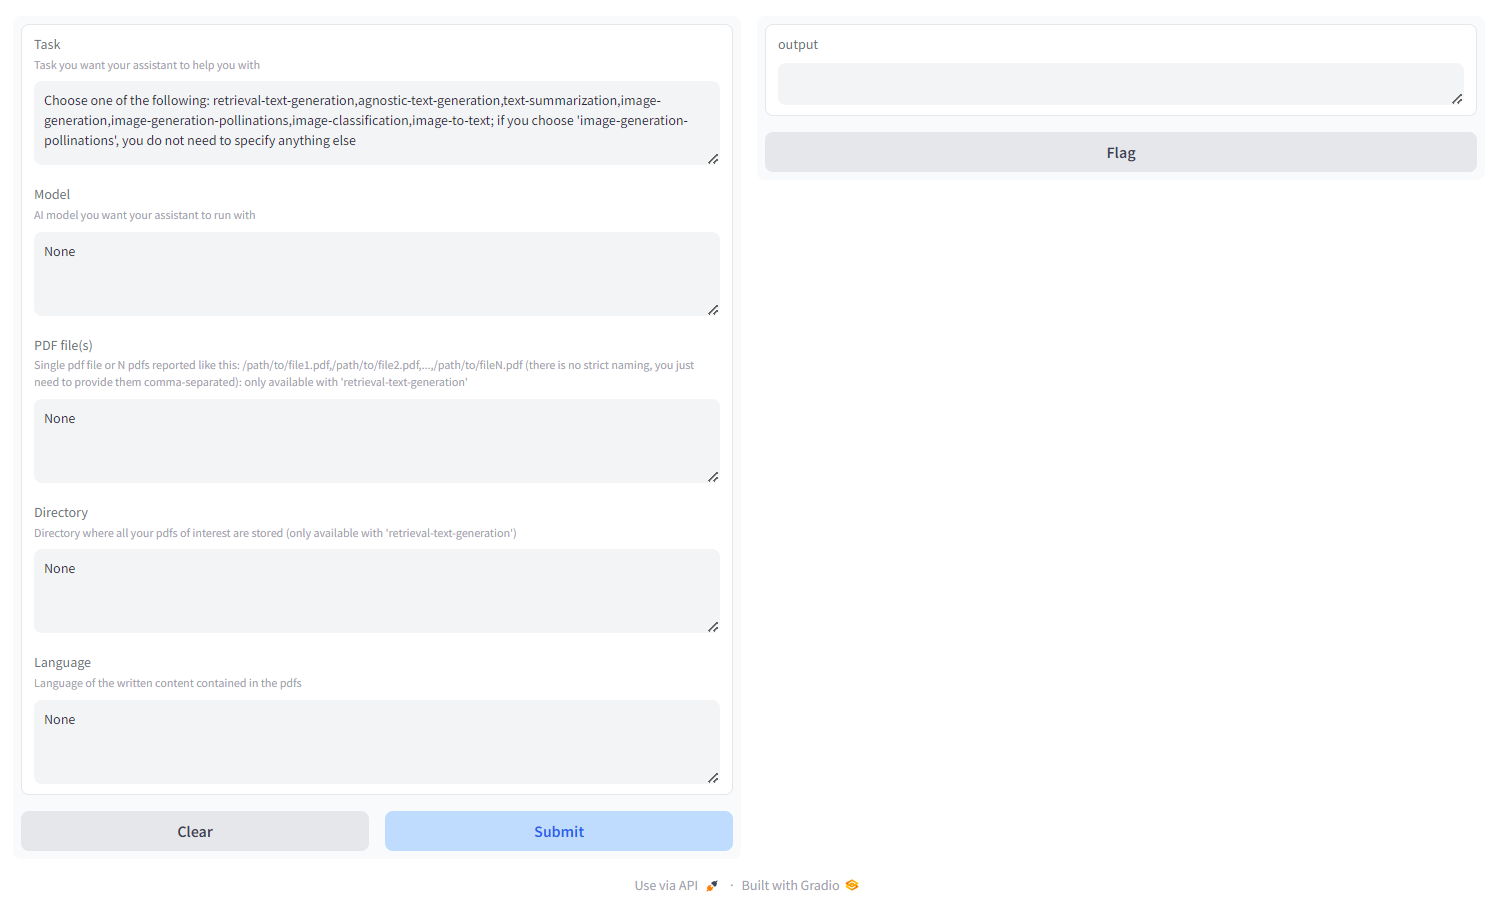 Task
Task you want your assistant to help you with
Choose one of the following: retrieval-text-generation,agnostic-text-generation,text-summarization,image-
generation,image-generation-pollinations,image-classification,image-to-text; if you choose 'image-generation-
pollinations', you do not need to specify anything else
Model
AI model you want your assistant to run with
None
PDF file(s)
Single pdf file or N pdfs reported like this: /path/to/file1.pdf,/path/to/file2.pdf,...,/path/to/fileN.pdf (there is no strict naming, you just
need to provide them comma-separated): only available with 'retrieval-text-generation'
None
Directory
Directory where all your pdfs of interest are stored (only available with 'retrieval-text-generation')
None
Language
Language of the written content contained in the pdfs
None
Clear
Submit
output
Flag
Use via API · Built with Gradio